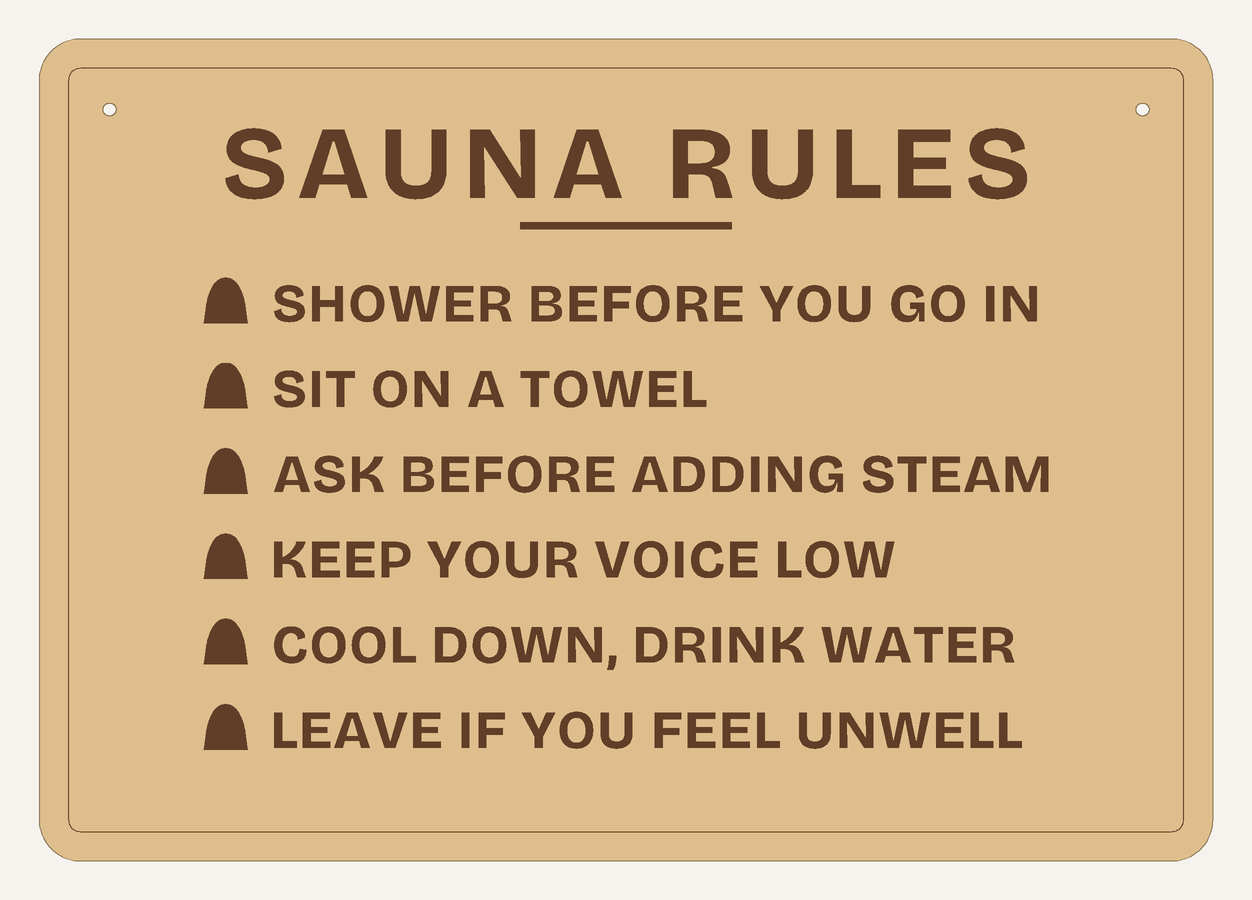 SAUNA RULES
SHOWER BEFORE YOU GO IN
SIT ON A TOWEL
ASK BEFORE ADDING STEAM
KEEP YOUR VOICE LOW
COOL DOWN, DRINK WATER
LEAVE IF YOU FEEL UNWELL